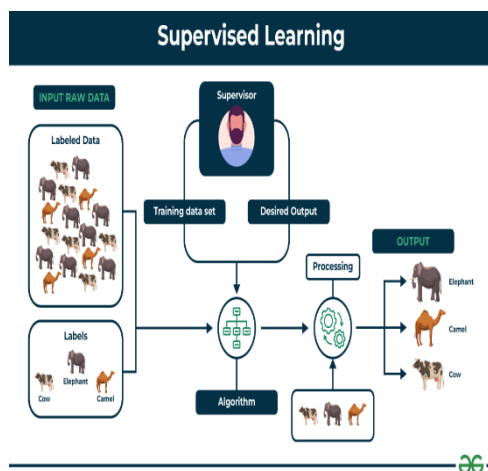 Supervised Learning
INPUT RAW DATA
Labeled Data
Supervisor
Training data set
Desired Output
Processing
OUTPUT
Elephant
Camel
Cow
Labels
Elephant
Cow
Camel
Algorithm